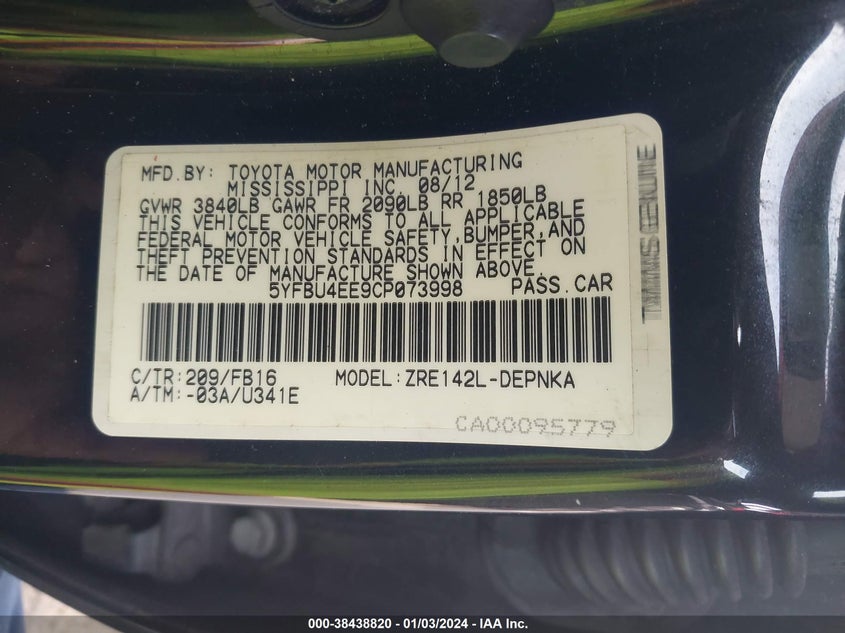 MFD.BY: TOYOTA MOTOR MANUFACTURING
MISSISSIPPI INC. 08/12
GVWR 3840LB GAWR FR 2090LB RR 1850LB
THIS VEHICLE CONFORMS TO ALL APPLICABLE
FEDERAL MOTOR VEHICLE SAFETY,BUMPER,AND
THEFT PREVENTION STANDARDS IN EFFECT ON
THE DATE OF MANUFACTURE SHOWN ABOVE.
5YFBU4EE9CP073998 PASS.CAR
C/TR:209/FB16 MODEL:ZRE142L-DEPNKA
A/TM:-03A/U341E
CA00095779
GENUINE
000-38438820 - 01/03/2024 - IAA Inc.